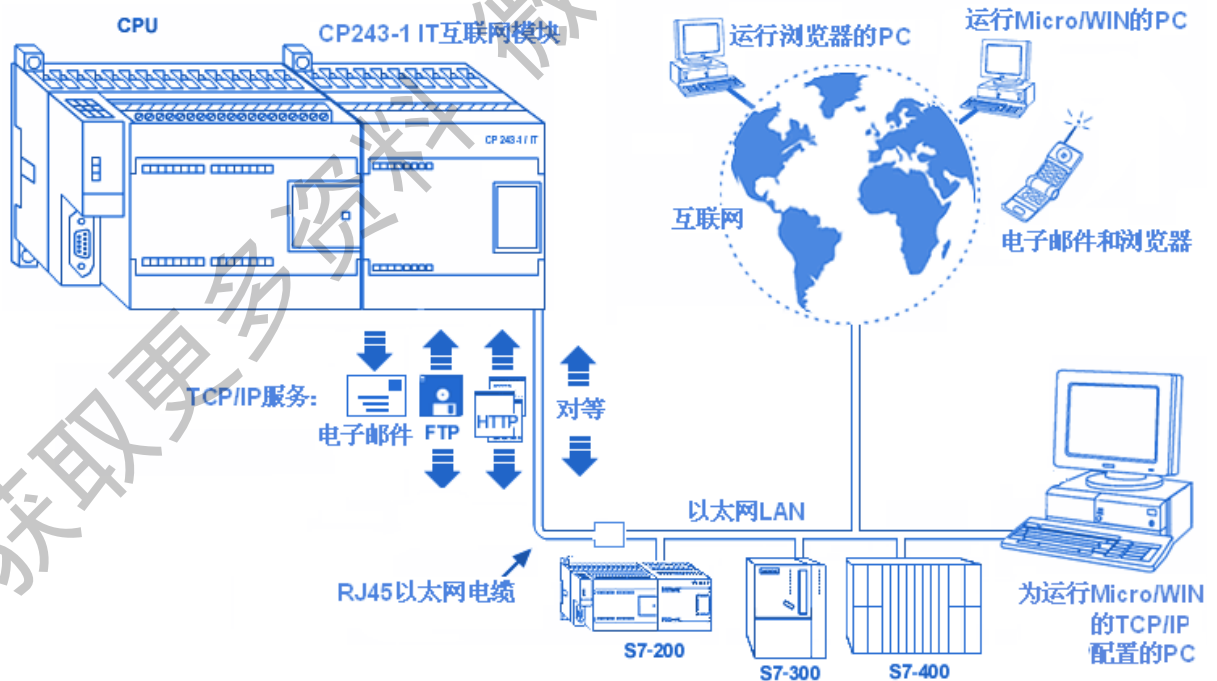 CPU
CP243-1 IT互联网模块
CP 243-1 / IT
运行浏览器的PC
运行Micro/WIN的PC
互联网
电子邮件和浏览器
TCP/IP服务:
电子邮件
FTP
HTTP
对等
以太网LAN
RJ45以太网电缆
S7-200
S7-300
S7-400
为运行Micro/WIN
的TCP/IP
配置的PC
获取更多资料 微